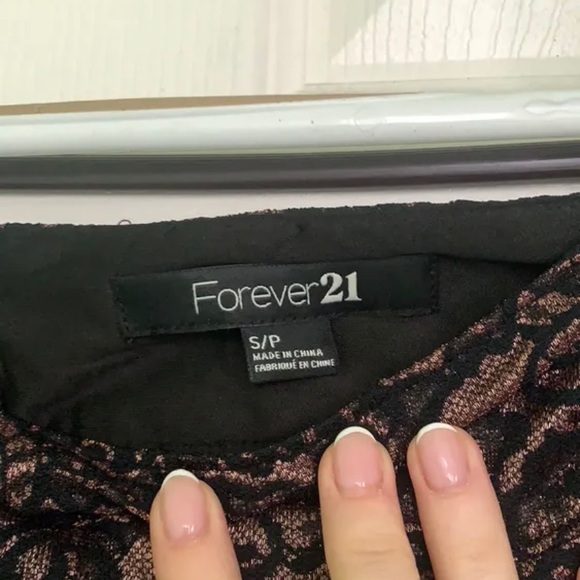 Forever21
S/P
MADE IN CHINA
FABRIQUÉ EN CHINE